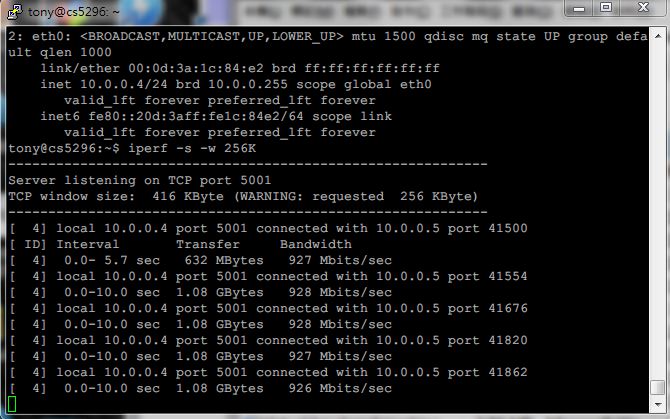 tony@cs5296: ~
2: eth0: <BROADCAST,MULTICAST,UP,LOWER_UP> mtu 1500 qdisc mq state UP group defa
ult qlen 1000
    link/ether 00:0d:3a:1c:84:e2 brd ff:ff:ff:ff:ff:ff
    inet 10.0.0.4/24 brd 10.0.0.255 scope global eth0
       valid_lft forever preferred_lft forever
    inet6 fe80::20d:3aff:fe1c:84e2/64 scope link
       valid_lft forever preferred_lft forever
tony@cs5296:~$ iperf -s -w 256K
------------------------------------------------------------
Server listening on TCP port 5001
TCP window size:  416 KByte (WARNING: requested  256 KByte)
------------------------------------------------------------
[  4] local 10.0.0.4 port 5001 connected with 10.0.0.5 port 41500
[ ID] Interval       Transfer     Bandwidth
[  4]  0.0- 5.7 sec   632 MBytes   927 Mbits/sec
[  4] local 10.0.0.4 port 5001 connected with 10.0.0.5 port 41554
[  4]  0.0-10.0 sec  1.08 GBytes   928 Mbits/sec
[  4] local 10.0.0.4 port 5001 connected with 10.0.0.5 port 41676
[  4]  0.0-10.0 sec  1.08 GBytes   928 Mbits/sec
[  4] local 10.0.0.4 port 5001 connected with 10.0.0.5 port 41820
[  4]  0.0-10.0 sec  1.08 GBytes   927 Mbits/sec
[  4] local 10.0.0.4 port 5001 connected with 10.0.0.5 port 41862
[  4]  0.0-10.0 sec  1.08 GBytes   926 Mbits/sec